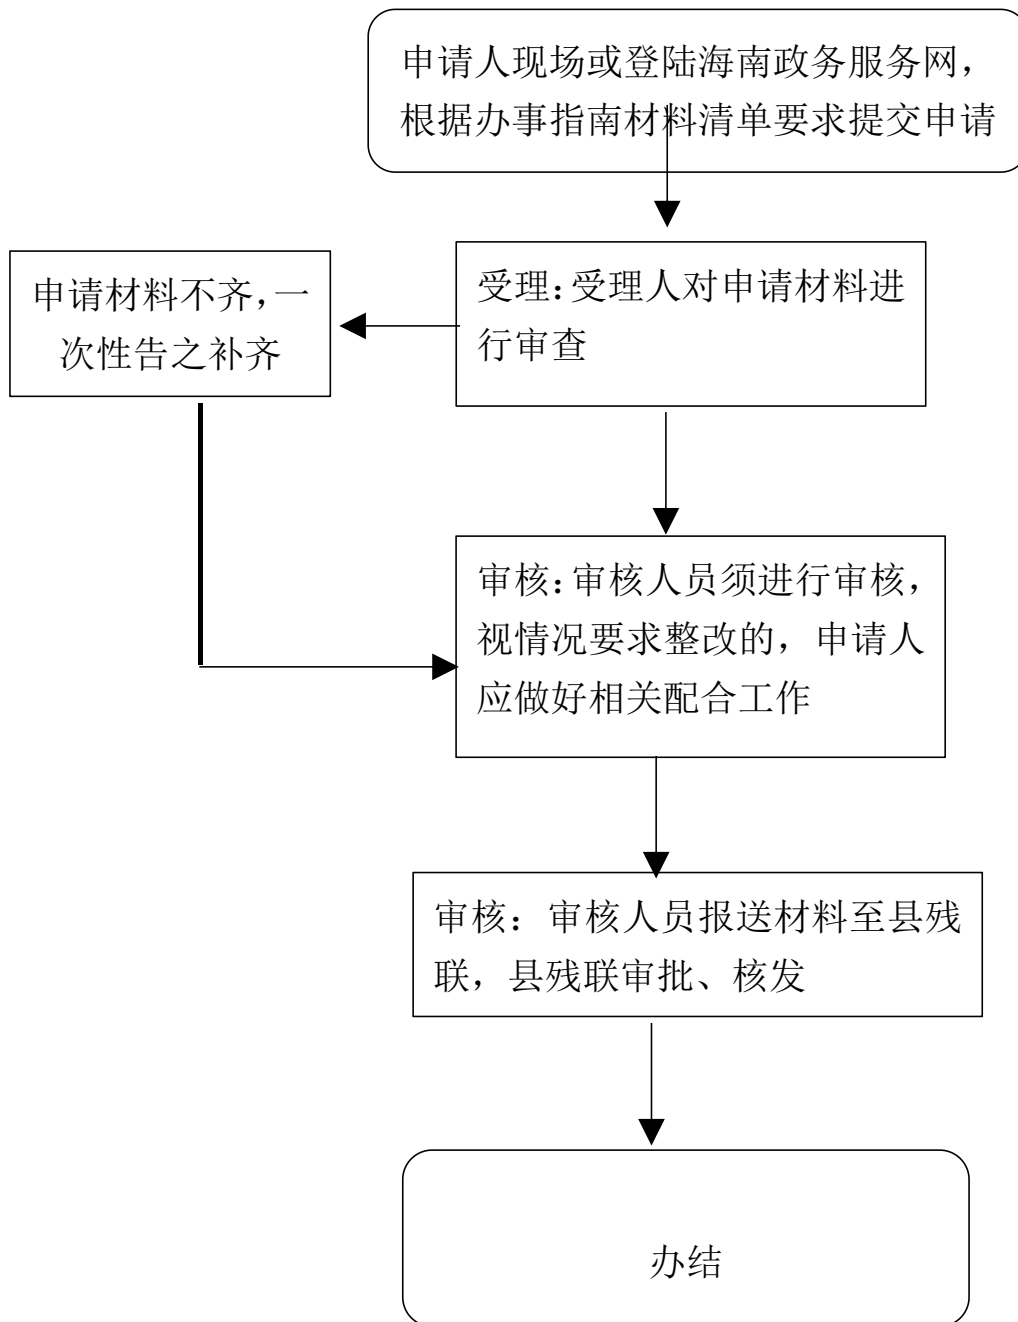 申请人现场或登陆海南政务服务网，
根据办事指南材料清单要求提交申请
申请材料不齐，一
次性告之补齐
受理：受理人对申请材料进
行审查
审核：审核人员须进行审核，
视情况要求整改的，申请人
应做好相关配合工作
审核：审核人员报送材料至县残
联，县残联审批、核发
办结